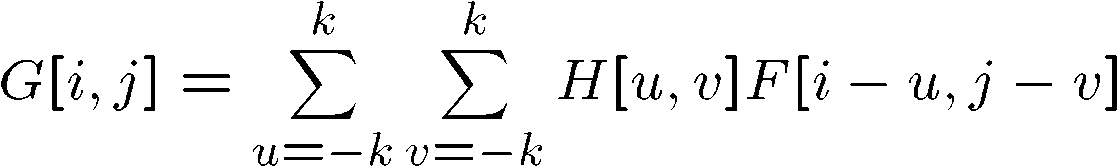 G[i, j] = \sum_{u=-k}^{k} \sum_{v=-k}^{k} H[u, v]F[i − u, j − v]